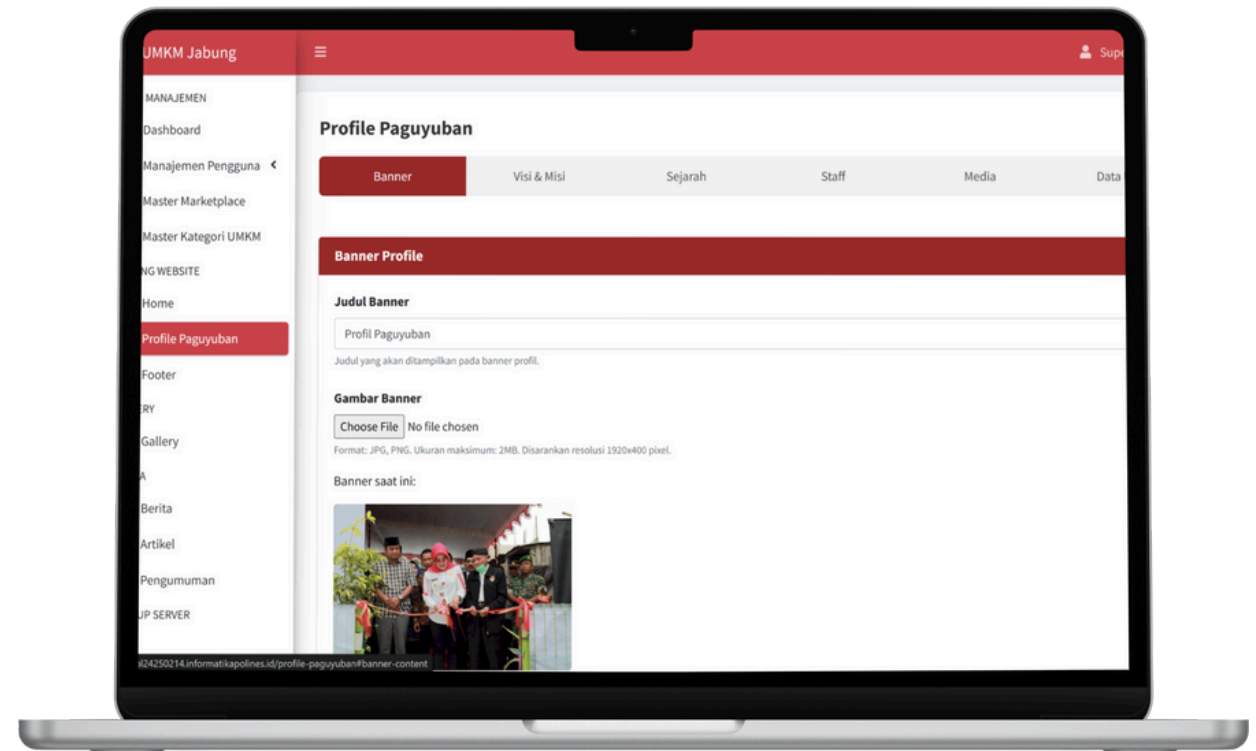 UMKM Jabung
MANAJEMEN
Dashboard
Manajemen Pengguna
Master Marketplace
Master Kategori UMKM
NG WEBSITE
Home
Profile Paguyuban
Footer
ERY
Gallery
A
Berita
Artikel
Pengumuman
UP SERVER
Supe
Profile Paguyuban
Banner Visi & Misi Sejarah Staff Media Data
Banner Profile
Judul Banner
Profil Paguyuban
Judul yang akan ditampilkan pada banner profil.
Gambar Banner
Choose File No file chosen
Format: JPG, PNG. Ukuran maksimum: 2MB. Disarankan resolusi 1920x400 pixel.
Banner saat ini:
l24250214.informatikapolines.id/profile-paguyuban#banner-content